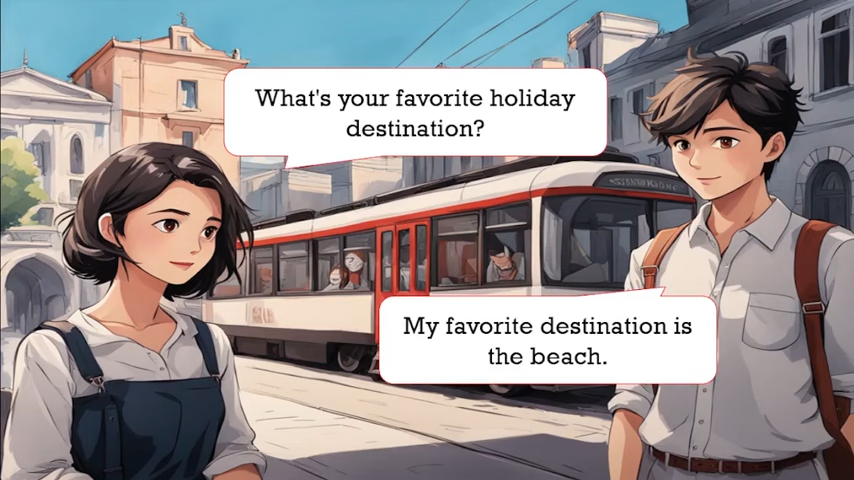 What's your favorite holiday
destination?
My favorite destination is
the beach.